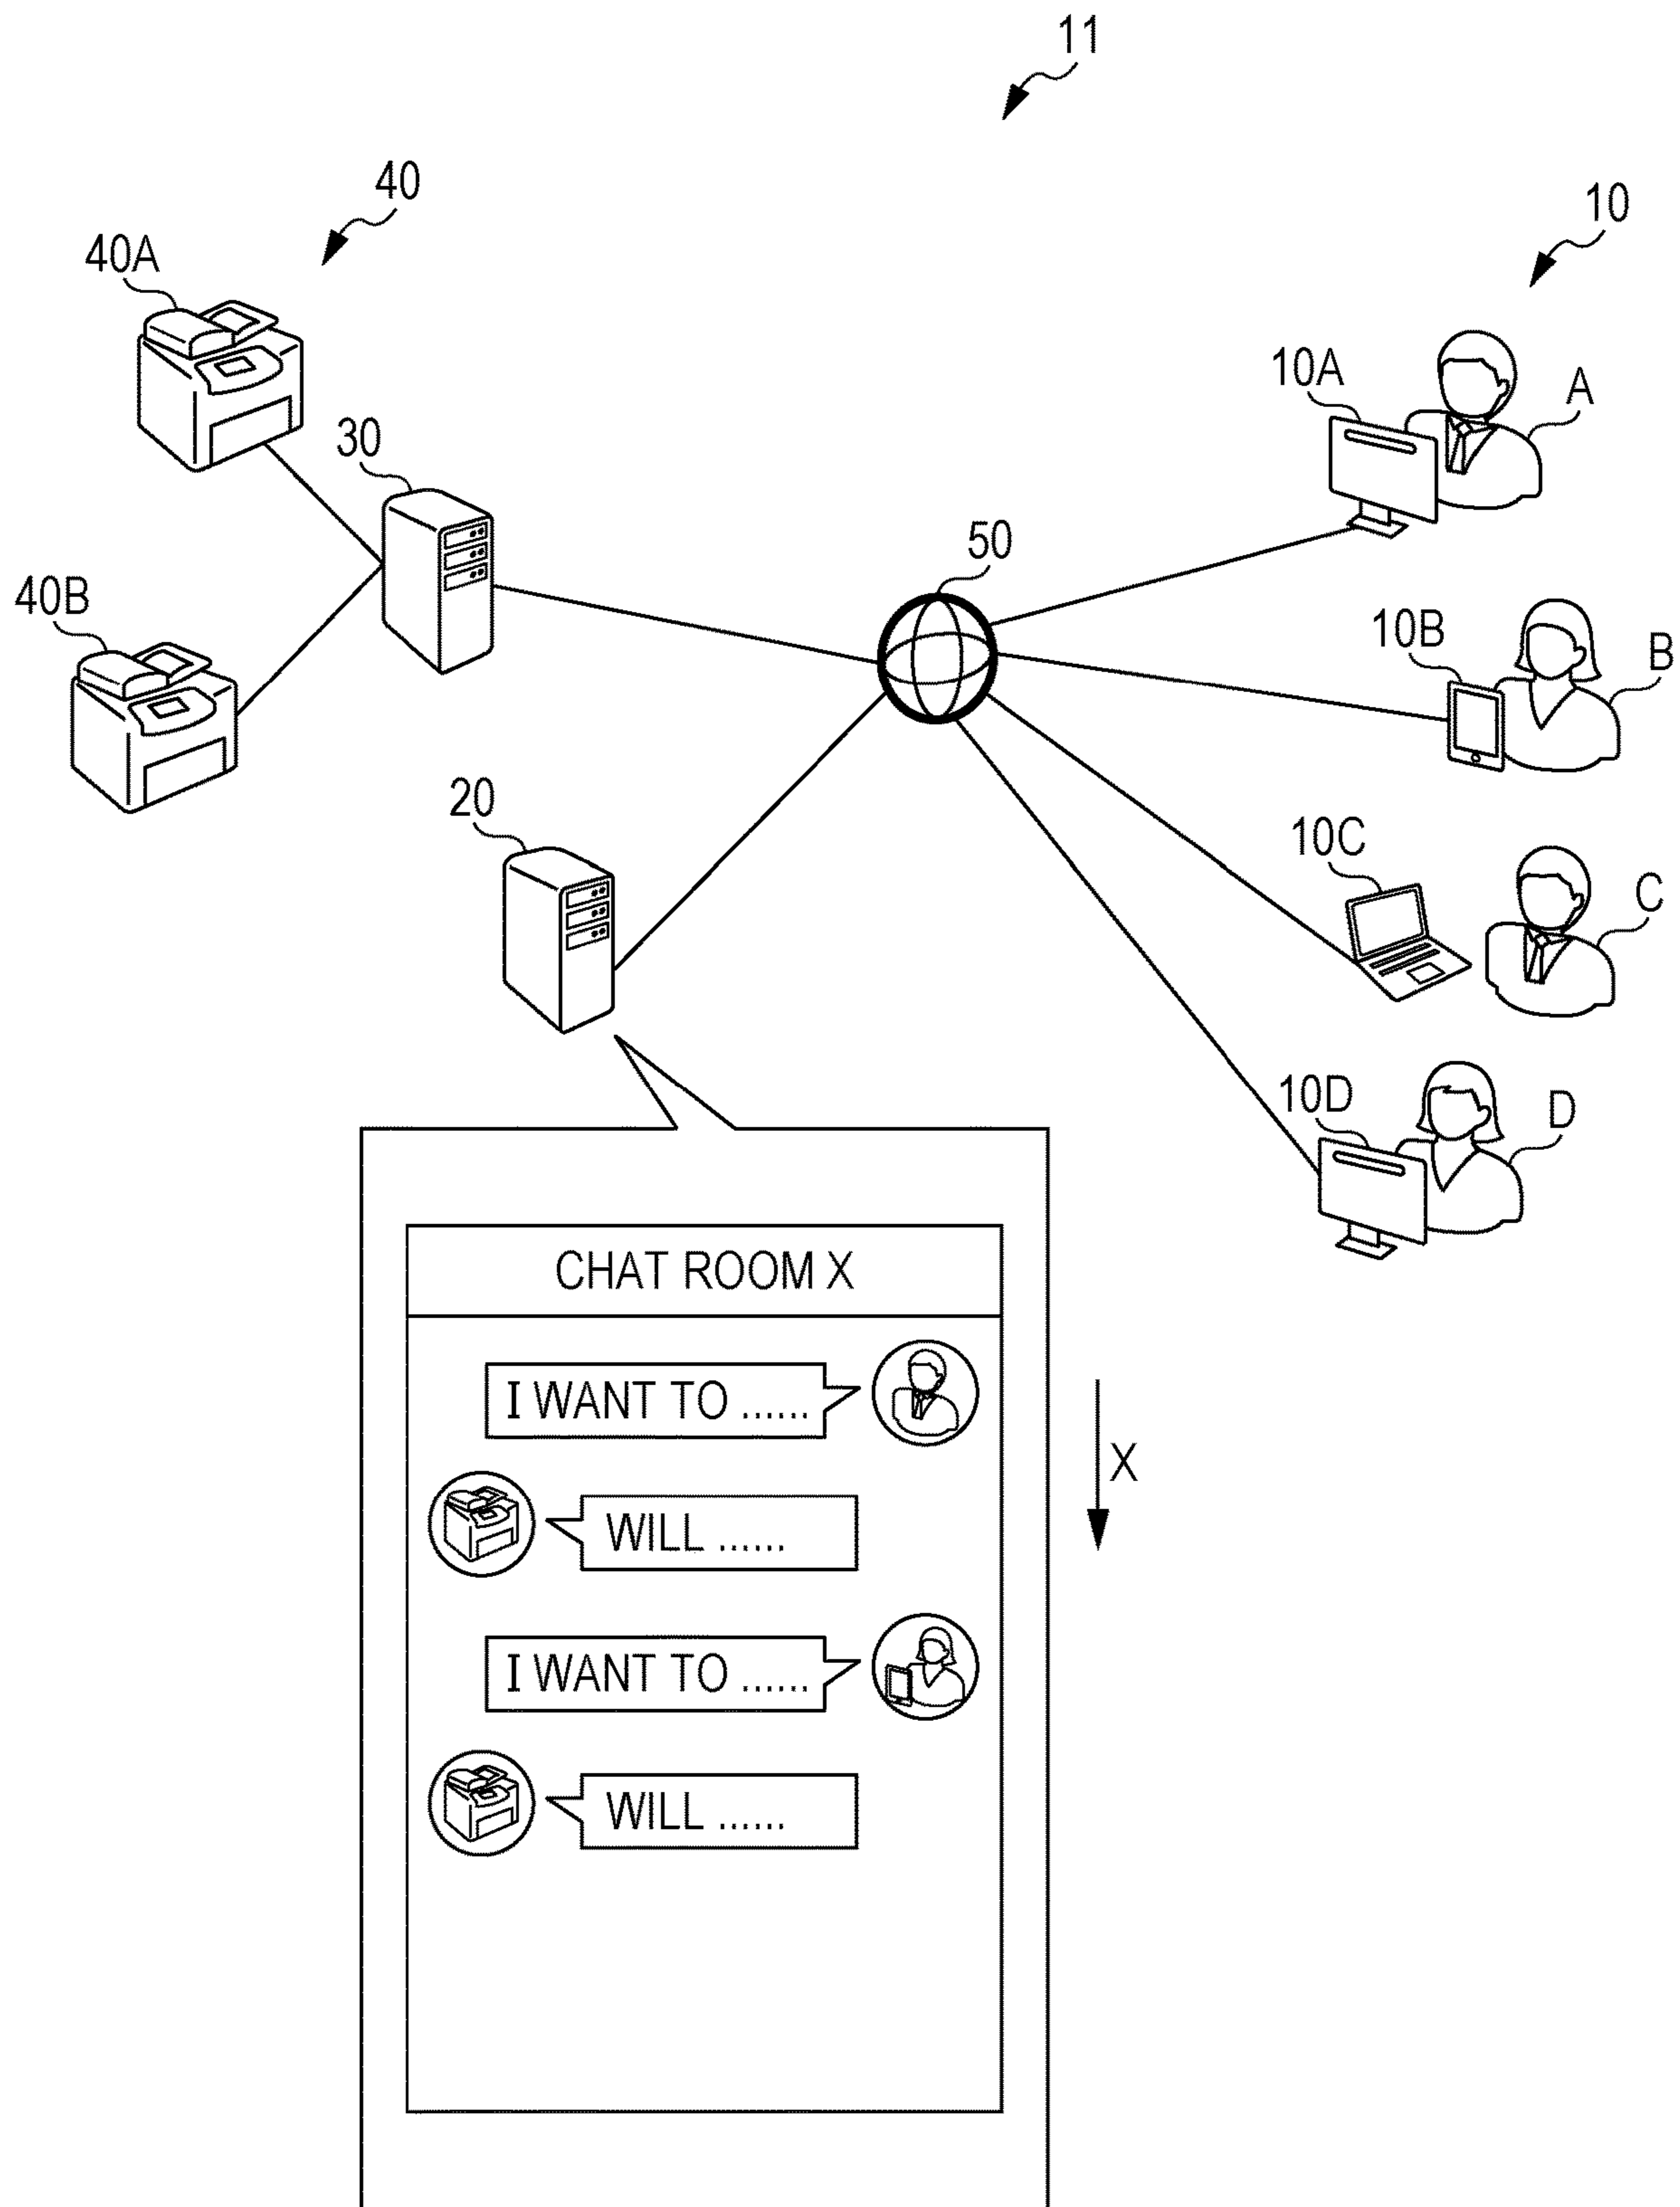 11
40
10
40A
10A
A
30
50
40B
10B
B
20
10C
C
10D
D
CHAT ROOM X
I WANT TO ......
X
WILL ......
I WANT TO ......
WILL ......